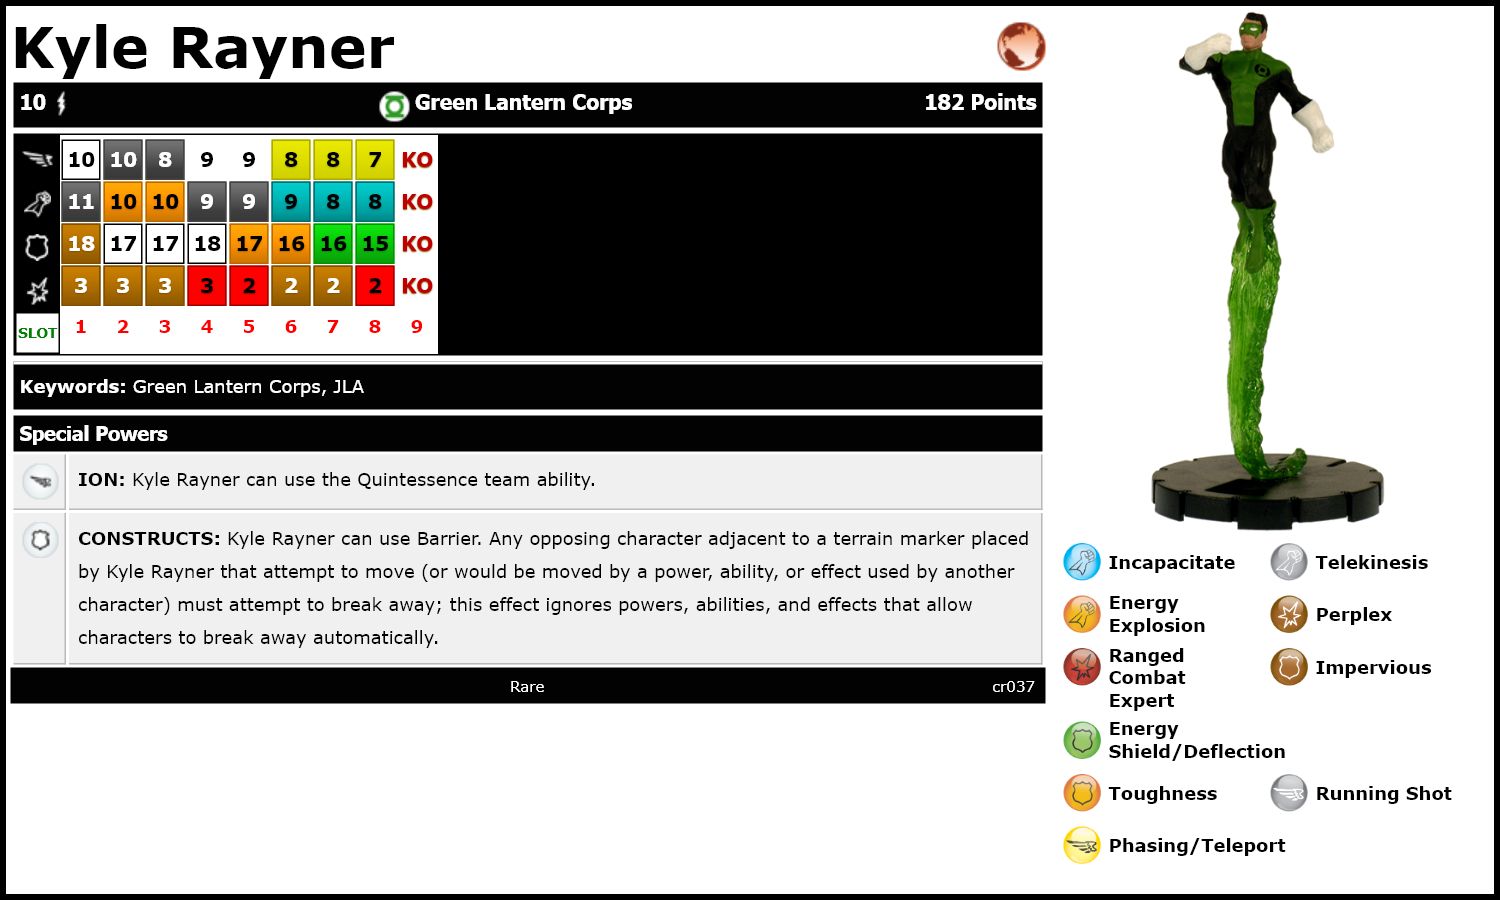 Kyle Rayner
10 Green Lantern Corps 182 Points
10 10 8 9 9 8 8 7 KO
11 10 10 9 9 9 8 8 KO
18 17 17 18 17 16 16 15 KO
3 3 3 3 2 2 2 2 KO
SLOT 1 2 3 4 5 6 7 8 9
Keywords: Green Lantern Corps, JLA
Special Powers
ION: Kyle Rayner can use the Quintessence team ability.
CONSTRUCTS: Kyle Rayner can use Barrier. Any opposing character adjacent to a terrain marker placed
by Kyle Rayner that attempt to move (or would be moved by a power, ability, or effect used by another
character) must attempt to break away; this effect ignores powers, abilities, and effects that allow
characters to break away automatically.
Rare cr037
Incapacitate Telekinesis
Energy
Explosion
Perplex
Ranged
Combat
Expert
Impervious
Energy
Shield/Deflection
Toughness Running Shot
Phasing/Teleport